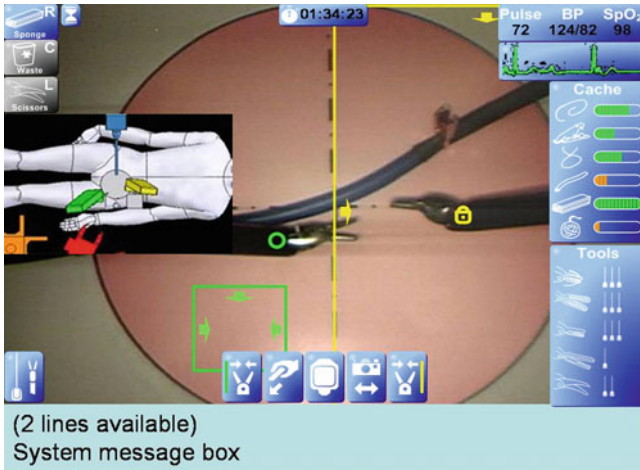 R
Sponge
C
Waste
L
Scissors
01:34:23
Pulse BP SpO₂
72 124/82 98
Cache
Tools
(2 lines available)
System message box